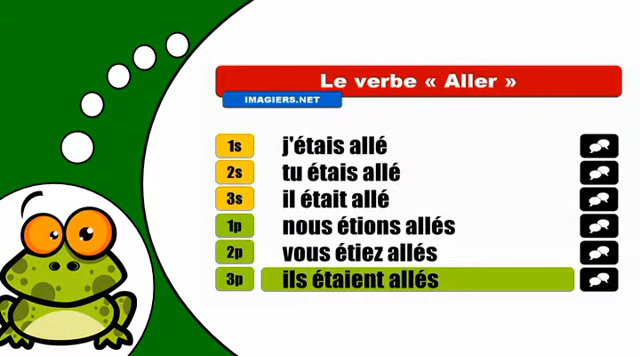 Le verbe « Aller »
IMAGIERS.NET
1s j'étais allé
2s tu étais allé
3s il était allé
1p nous étions allés
2p vous étiez allés
3p ils étaient allés